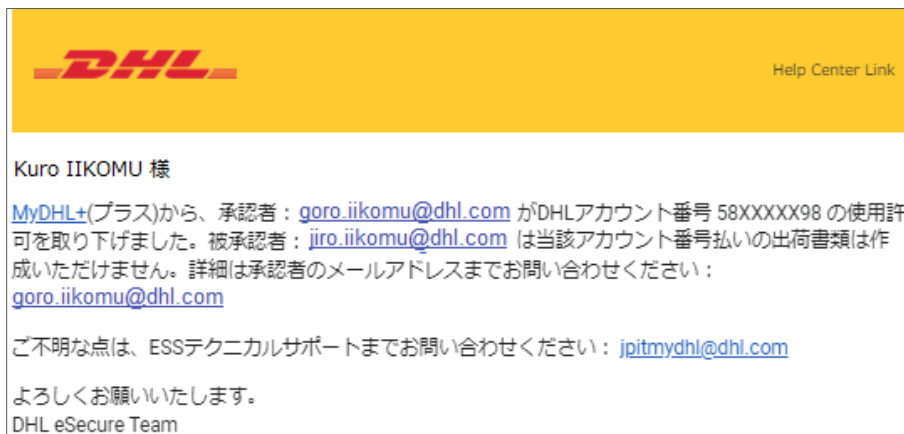 DHL
Help Center Link
Kuro IIKOMU 様
MyDHL+(プラス)から、承認者： goro.iikomu@dhl.com がDHLアカウント番号 58XXXXX98 の使用許
可を取り下げました。被承認者： jiro.iikomu@dhl.com は当該アカウント番号払いの出荷書類は作
成いただけません。詳細は承認者のメールアドレスまでお問い合わせください：
goro.iikomu@dhl.com
ご不明な点は、ESSテクニカルサポートまでお問い合わせください： jpitmydhl@dhl.com
よろしくお願いいたします。
DHL eSecure Team